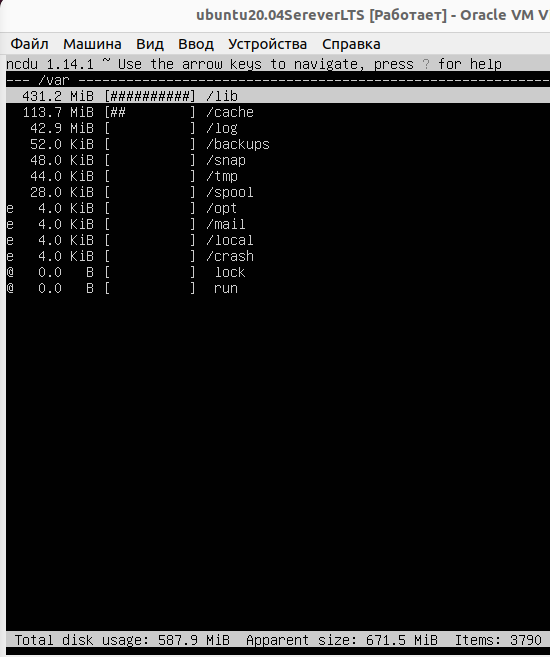 ubuntu20.04SereverLTS [Работает] - Oracle VM V
Файл Машина Вид Ввод Устройства Справка
ncdu 1.14.1 ~ Use the arrow keys to navigate, press ? for help
--- /var ------------------------------------------------------
431.2 MiB [##########] /lib
113.7 MiB [##        ] /cache
42.9 MiB [          ] /log
52.0 KiB [          ] /backups
48.0 KiB [          ] /snap
44.0 KiB [          ] /tmp
28.0 KiB [          ] /spool
e 4.0 KiB [          ] /opt
e 4.0 KiB [          ] /mail
e 4.0 KiB [          ] /local
e 4.0 KiB [          ] /crash
@ 0.0   B [          ]  lock
@ 0.0   B [          ]  run
Total disk usage: 587.9 MiB  Apparent size: 671.5 MiB  Items: 3790